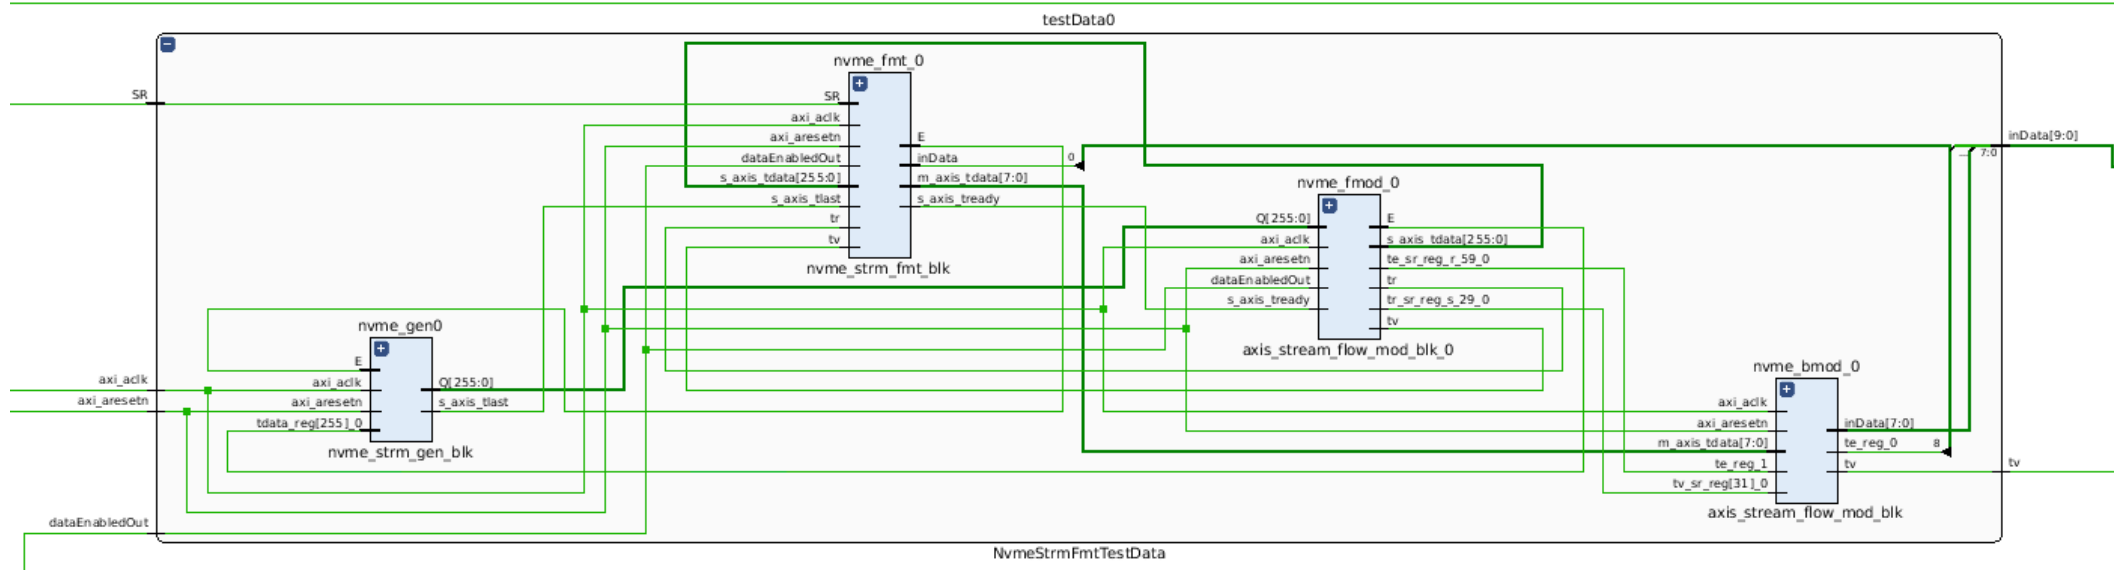 testData0
nvme_fmt_0
SR
SR
axi_aclk
axi_aresetn
dataEnabledOut
s_axis_tdata[255:0]
s_axis_tlast
tr
tv
E
inData
m_axis_tdata[7:0]
s_axis_tready
0
nvme_strm_fmt_blk
inData[9:0]
... 7:0
nvme_fmod_0
Q[255:0]
axi_aclk
axi_aresetn
dataEnabledOut
s_axis_tready
E
s_axis_tdata[255:0]
te_sr_reg_r_59_0
tr
tr_sr_reg_s_29_0
tv
axis_stream_flow_mod_blk_0
nvme_gen0
E
axi_aclk
axi_aclk
axi_aresetn
axi_aresetn
tdata_reg[255]_0
Q[255:0]
s_axis_tlast
nvme_strm_gen_blk
nvme_bmod_0
axi_aclk
axi_aresetn
m_axis_tdata[7:0]
te_reg_1
tv_sr_reg[31]_0
inData[7:0]
te_reg_0
8
tv
tv
axis_stream_flow_mod_blk
dataEnabledOut
NvmeStrmFmtTestData